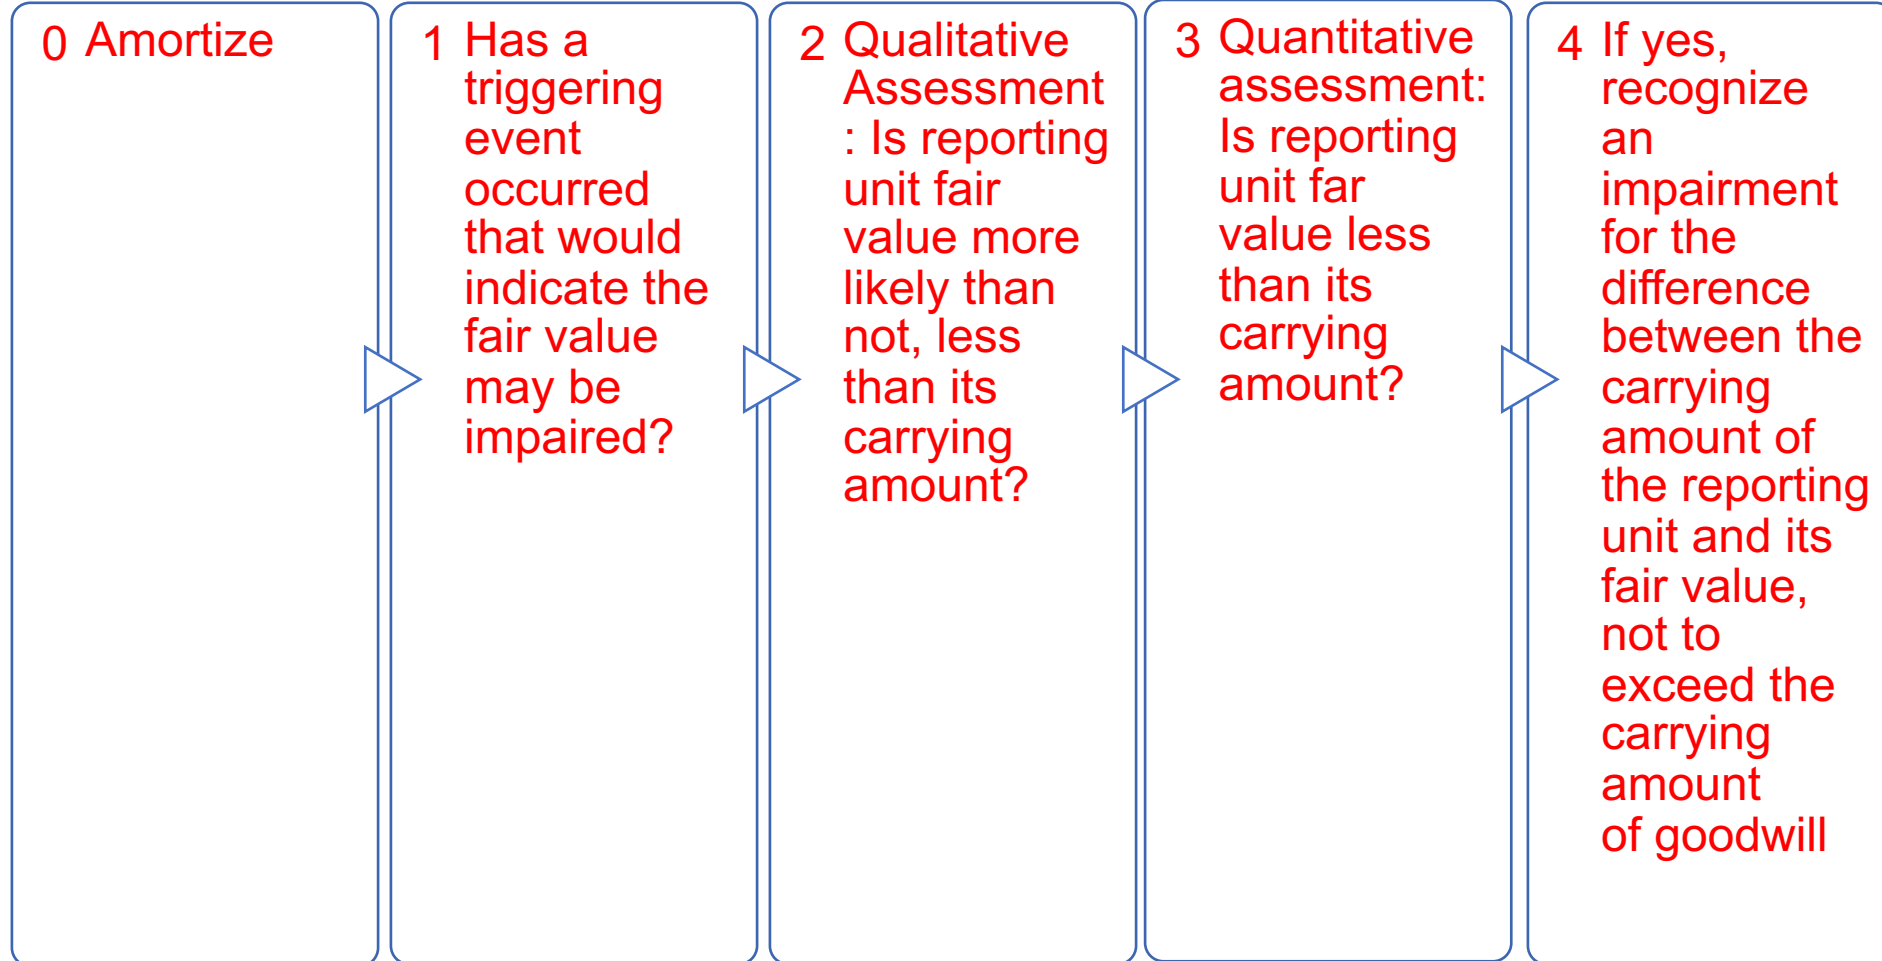 0 Amortize
1 Has a
triggering
event
occurred
that would
indicate the
fair value
may be
impaired?
2 Qualitative
Assessment
: Is reporting
unit fair
value more
likely than
not, less
than its
carrying
amount?
3 Quantitative
assessment:
Is reporting
unit far
value less
than its
carrying
amount?
4 If yes,
recognize
an
impairment
for the
difference
between the
carrying
amount of
the reporting
unit and its
fair value,
not to
exceed the
carrying
amount
of goodwill